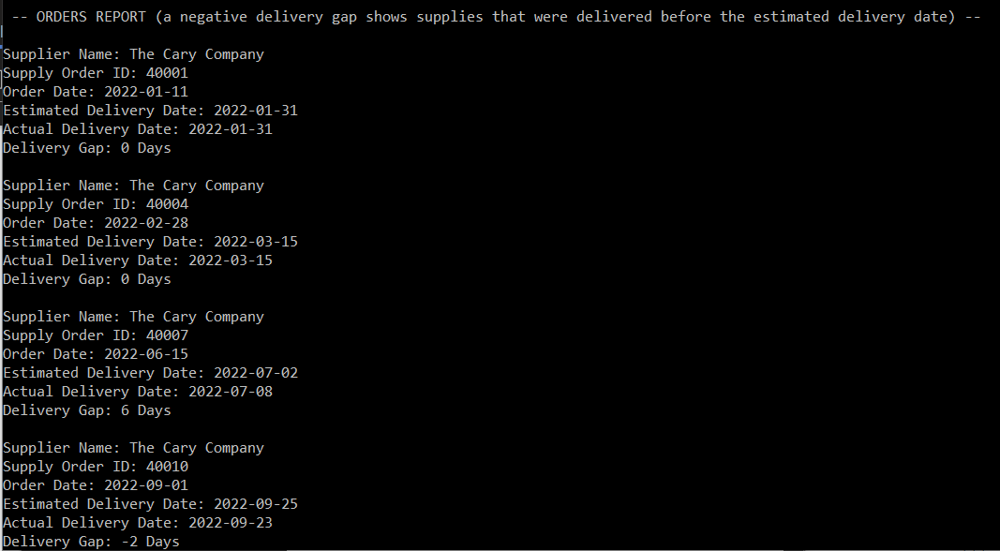 -- ORDERS REPORT (a negative delivery gap shows supplies that were delivered before the estimated delivery date) --
Supplier Name: The Cary Company
Supply Order ID: 40001
Order Date: 2022-01-11
Estimated Delivery Date: 2022-01-31
Actual Delivery Date: 2022-01-31
Delivery Gap: 0 Days
Supplier Name: The Cary Company
Supply Order ID: 40004
Order Date: 2022-02-28
Estimated Delivery Date: 2022-03-15
Actual Delivery Date: 2022-03-15
Delivery Gap: 0 Days
Supplier Name: The Cary Company
Supply Order ID: 40007
Order Date: 2022-06-15
Estimated Delivery Date: 2022-07-02
Actual Delivery Date: 2022-07-08
Delivery Gap: 6 Days
Supplier Name: The Cary Company
Supply Order ID: 40010
Order Date: 2022-09-01
Estimated Delivery Date: 2022-09-25
Actual Delivery Date: 2022-09-23
Delivery Gap: -2 Days